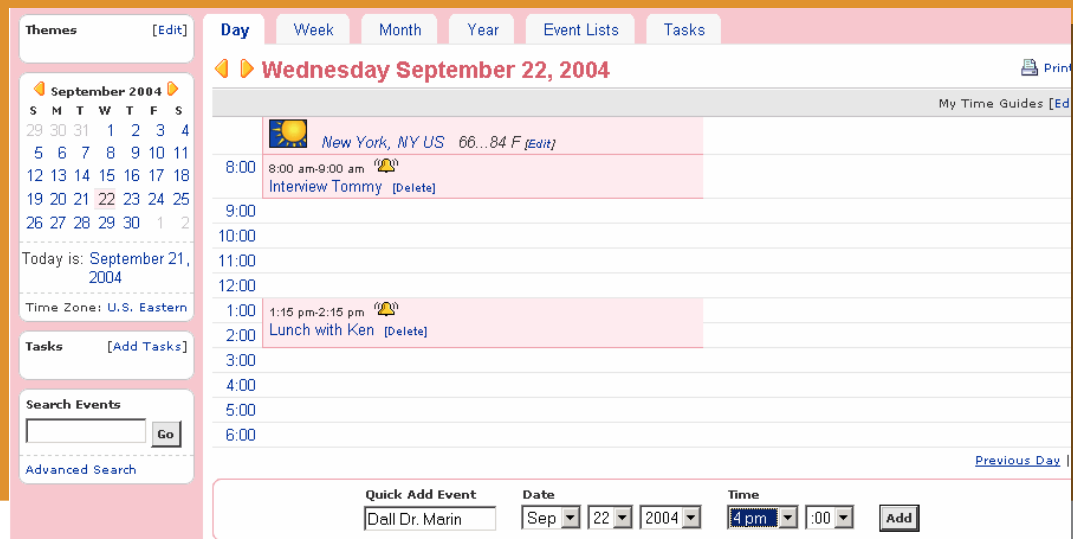 Themes [Edit]
September 2004
S M T W T F S
29 30 31 1 2 3 4
5 6 7 8 9 10 11
12 13 14 15 16 17 18
19 20 21 22 23 24 25
26 27 28 29 30 1 2
Today is: September 21,
2004
Time Zone: U.S. Eastern
Tasks [Add Tasks]
Search Events
Go
Advanced Search
Day Week Month Year Event Lists Tasks
Wednesday September 22, 2004 Print
My Time Guides [Ed
New York, NY US 66...84 F [Edit]
8:00 8:00 am-9:00 am
Interview Tommy [Delete]
9:00
10:00
11:00
12:00
1:00 1:15 pm-2:15 pm
2:00 Lunch with Ken [Delete]
3:00
4:00
5:00
6:00
Previous Day |
Quick Add Event Date Time
Dall Dr. Marin Sep 22 2004 4 pm :00 Add